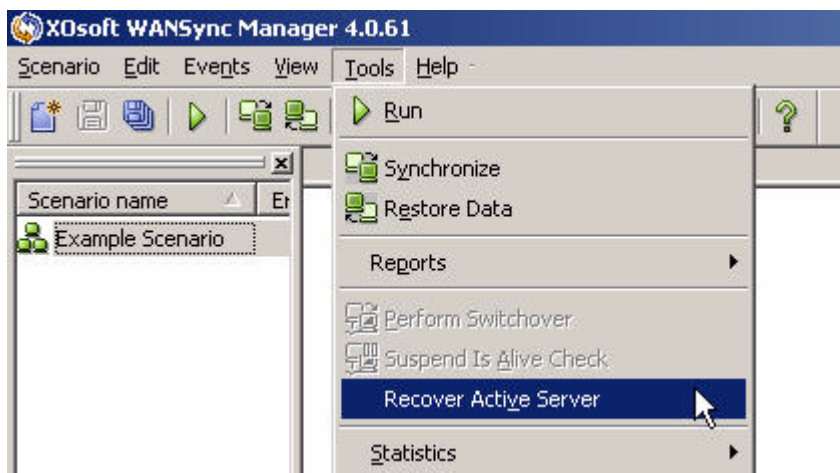 XOsoft WANSync Manager 4.0.61
Scenario Edit Events View Tools Help
Run
Synchronize
Scenario name
Restore Data
Example Scenario
Reports
Perform Switchover
Suspend Is Alive Check
Recover Active Server
Statistics